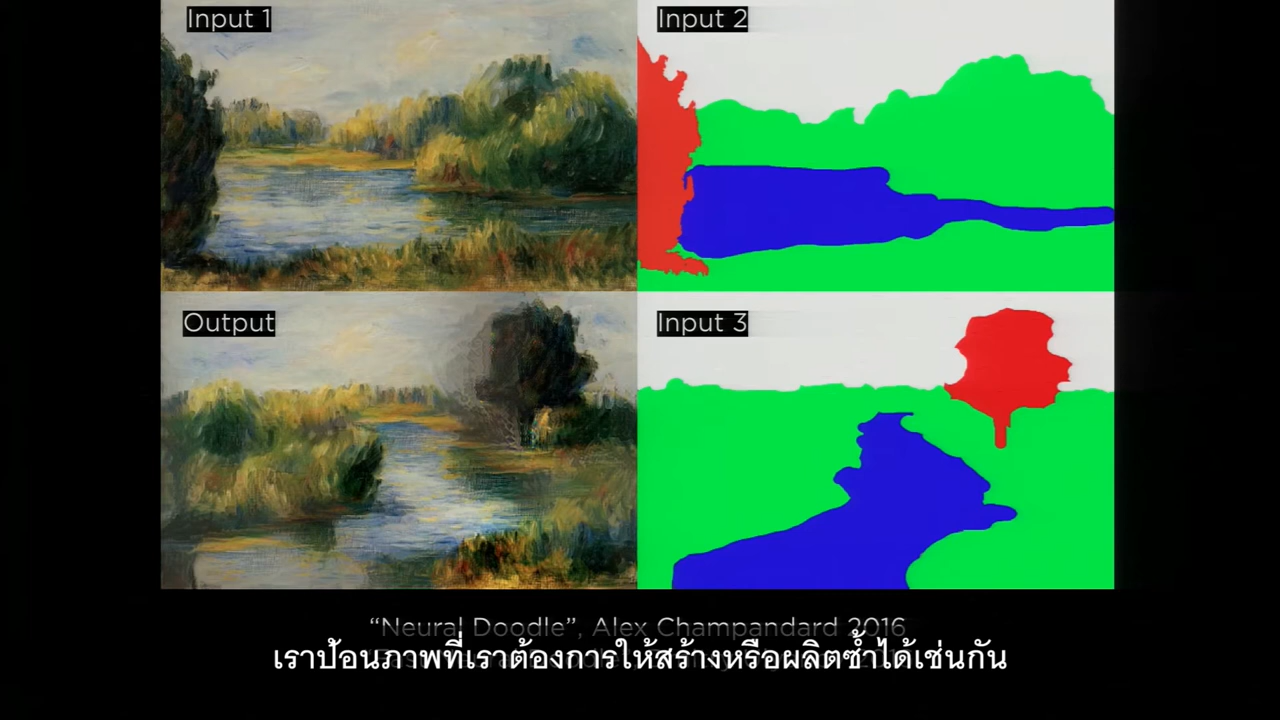 Input 1
Input 2
Output
Input 3
“Neural Doodle”, Alex Champandard 2016
เราป้อนภาพที่เราต้องการให้สร้างหรือผลิตซ้ำได้เช่นกัน